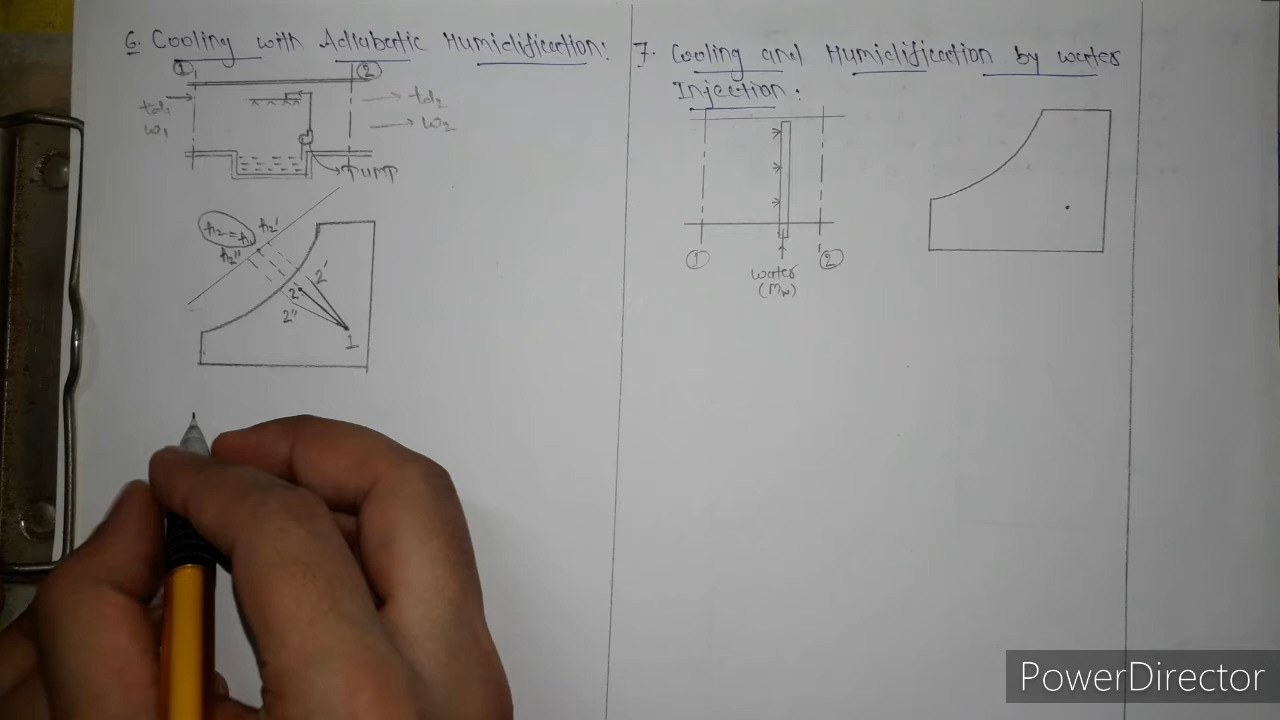 6. Cooling with Adiabatic Humidification:
① ②
td1 td2
w1 w2
PUMP
h2 = h1 h2'
h2''
2'
2
2''
1
7. Cooling and Humidification by water
Injection:
① ②
water
(Mw)
PowerDirector